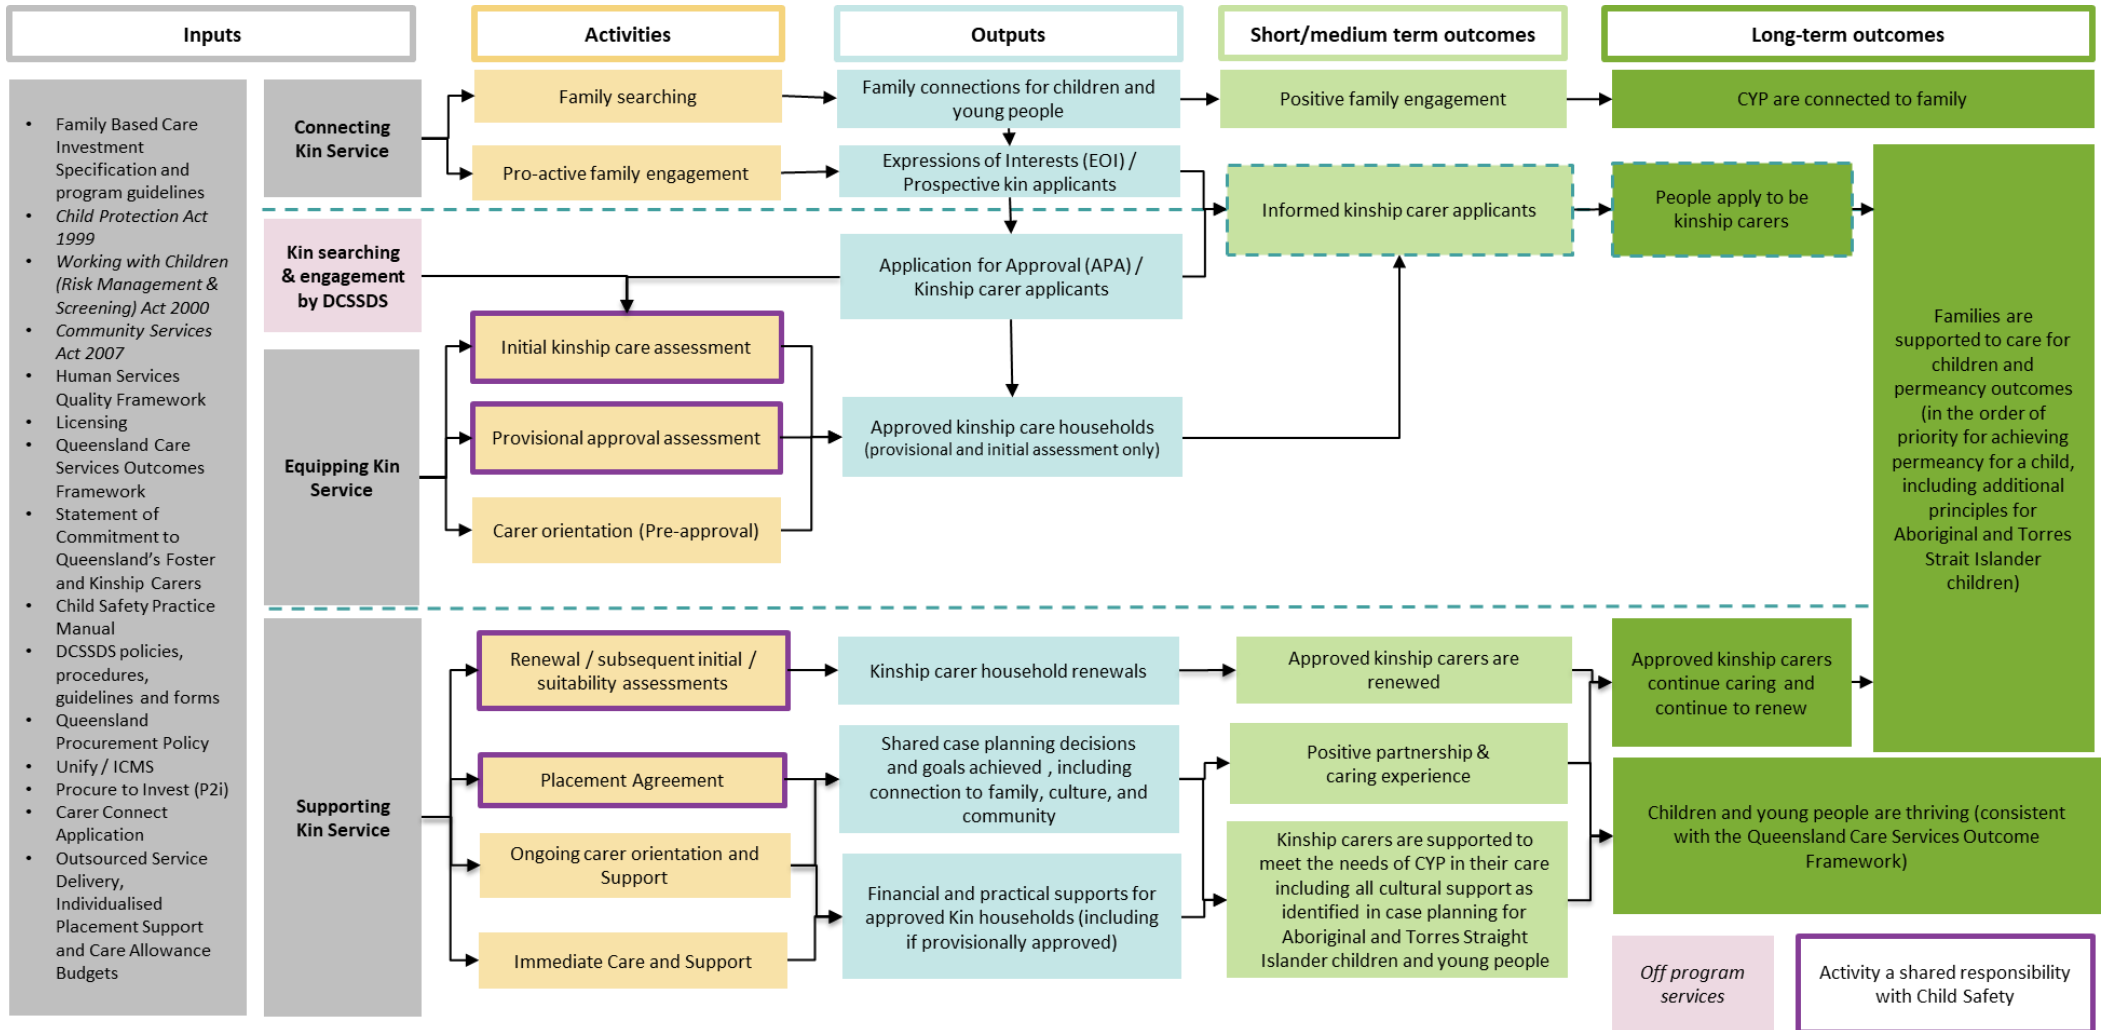 Inputs
Activities
Outputs
Short/medium term outcomes
Long-term outcomes
• Family Based Care
Investment
Specification and
program guidelines
• Child Protection Act
1999
• Working with Children
(Risk Management &
Screening) Act 2000
• Community Services
Act 2007
• Human Services
Quality Framework
• Licensing
• Queensland Care
Services Outcomes
Framework
• Statement of
Commitment to
Queensland's Foster
and Kinship Carers
• Child Safety Practice
Manual
• DCSSDS policies,
procedures,
guidelines and forms
• Queensland
Procurement Policy
• Unify / ICMS
• Procure to Invest (P2i)
• Carer Connect
Application
• Outsourced Service
Delivery,
Individualised
Placement Support
and Care Allowance
Budgets
Connecting
Kin Service
Family searching
Family connections for children and
young people
Positive family engagement
CYP are connected to family
Pro-active family engagement
Expressions of Interests (EOI) /
Prospective kin applicants
Informed kinship carer applicants
People apply to be
kinship carers
Kin searching
& engagement
by DCSSDS
Application for Approval (APA) /
Kinship carer applicants
Equipping Kin
Service
Initial kinship care assessment
Provisional approval assessment
Carer orientation (Pre-approval)
Approved kinship care households
(provisional and initial assessment only)
Families are
supported to care for
children and
permeancy outcomes
(in the order of
priority for achieving
permeancy for a child,
including additional
principles for
Aboriginal and Torres
Strait Islander
children)
Supporting
Kin Service
Renewal / subsequent initial /
suitability assessments
Kinship carer household renewals
Approved kinship carers are
renewed
Approved kinship carers
continue caring and
continue to renew
Placement Agreement
Shared case planning decisions
and goals achieved , including
connection to family, culture, and
community
Positive partnership &
caring experience
Children and young people are thriving (consistent
with the Queensland Care Services Outcome
Framework)
Ongoing carer orientation and
Support
Immediate Care and Support
Financial and practical supports for
approved Kin households (including
if provisionally approved)
Kinship carers are supported to
meet the needs of CYP in their care
including all cultural support as
identified in case planning for
Aboriginal and Torres Straight
Islander children and young people
Off program
services
Activity a shared responsibility
with Child Safety